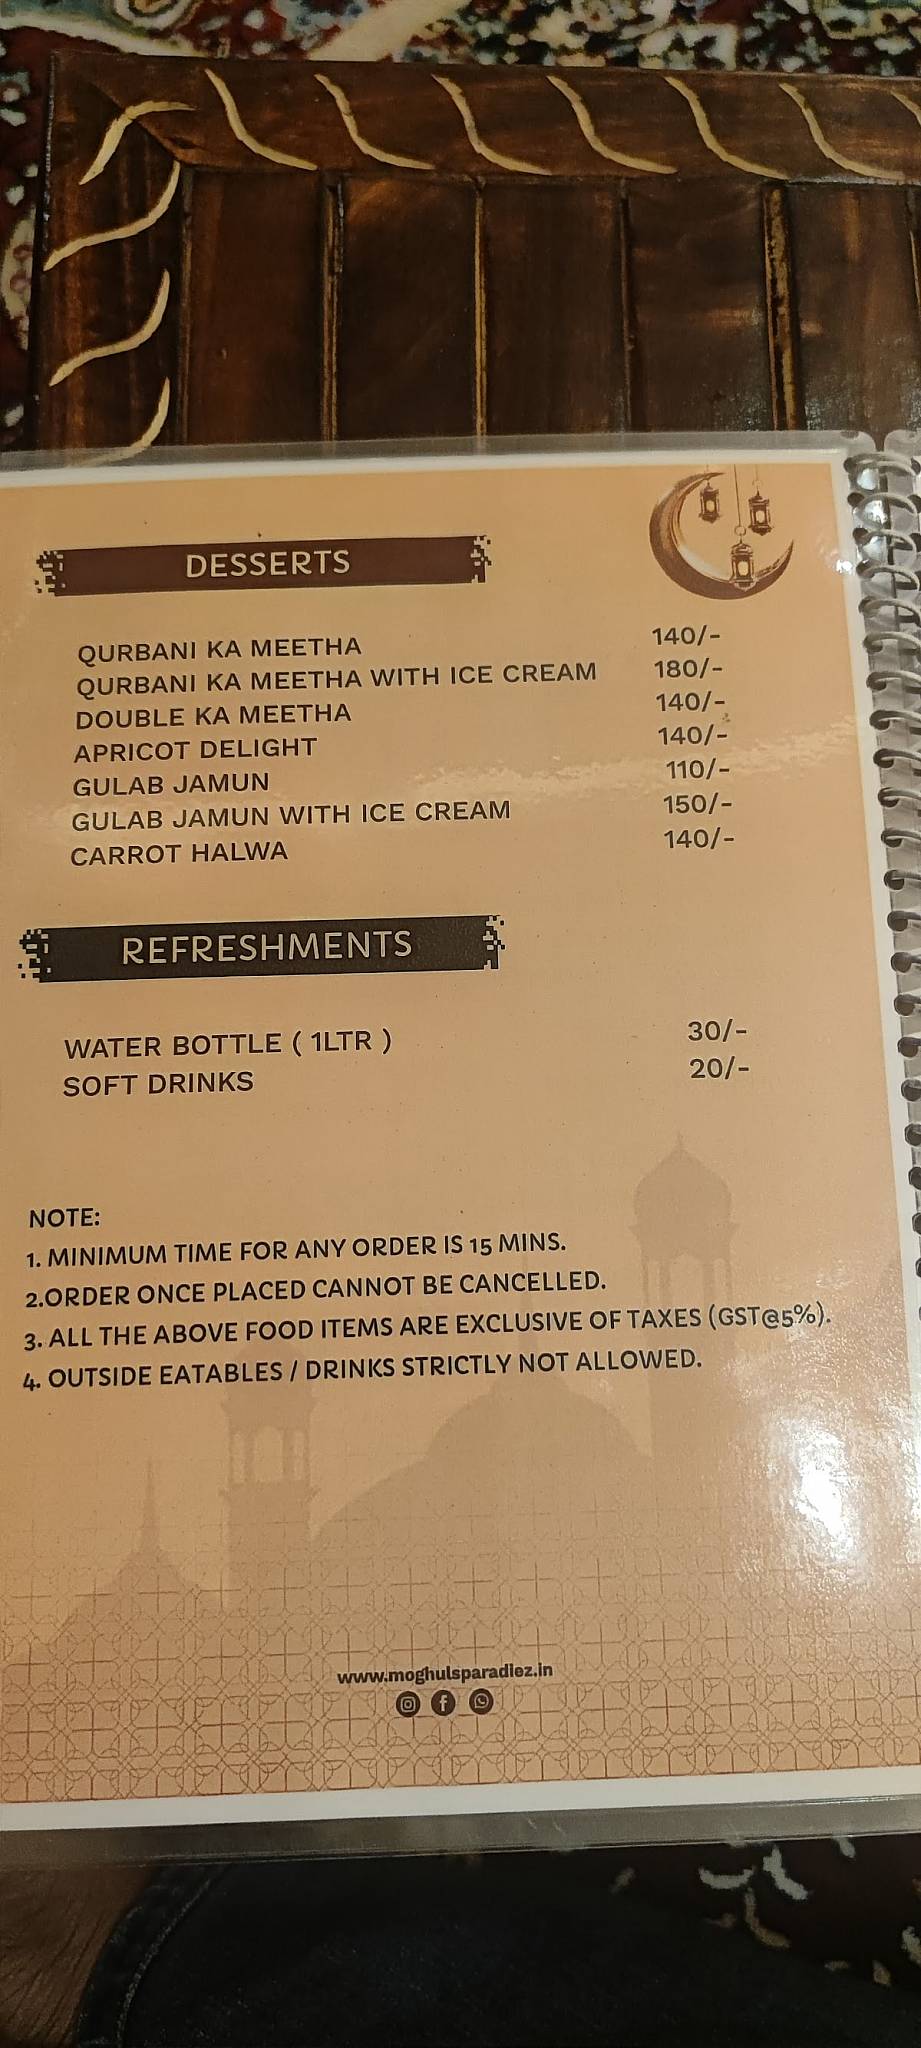 DESSERTS
QURBANI KA MEETHA 140/-
QURBANI KA MEETHA WITH ICE CREAM 180/-
DOUBLE KA MEETHA 140/-
APRICOT DELIGHT 140/-
GULAB JAMUN 110/-
GULAB JAMUN WITH ICE CREAM 150/-
CARROT HALWA 140/-
REFRESHMENTS
WATER BOTTLE ( 1LTR ) 30/-
SOFT DRINKS 20/-
NOTE:
1. MINIMUM TIME FOR ANY ORDER IS 15 MINS.
2.ORDER ONCE PLACED CANNOT BE CANCELLED.
3. ALL THE ABOVE FOOD ITEMS ARE EXCLUSIVE OF TAXES (GST@5%).
4. OUTSIDE EATABLES / DRINKS STRICTLY NOT ALLOWED.
www.moghulsparadiez.in